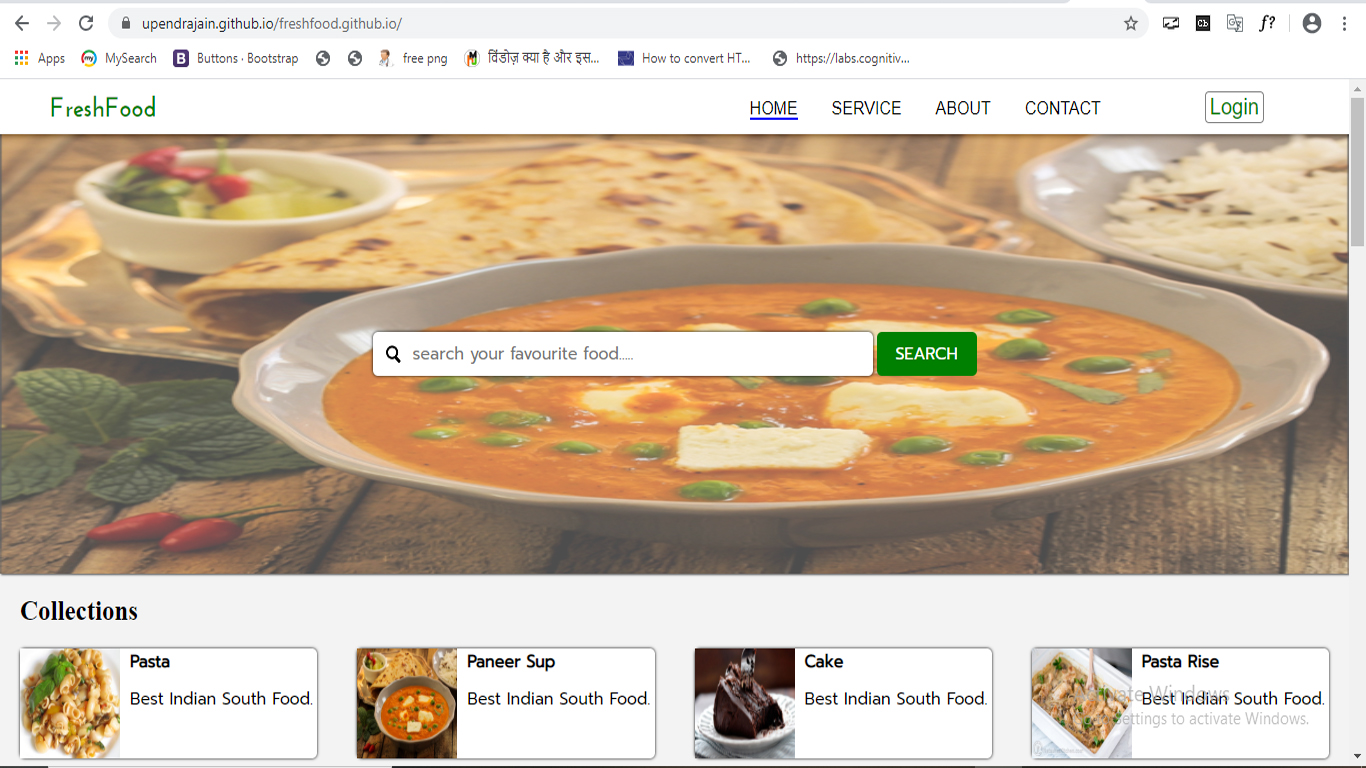 upendrajain.github.io/freshfood.github.io/
Apps MySearch Buttons · Bootstrap free png विंडोज़ क्या है और इस... How to convert HT... https://labs.cognitiv...
FreshFood HOME SERVICE ABOUT CONTACT Login
search your favourite food..... SEARCH
Collections
Pasta
Best Indian South Food.
Paneer Sup
Best Indian South Food.
Cake
Best Indian South Food.
Pasta Rise
Best Indian South Food.
Activate Windows
Settings to activate Windows.